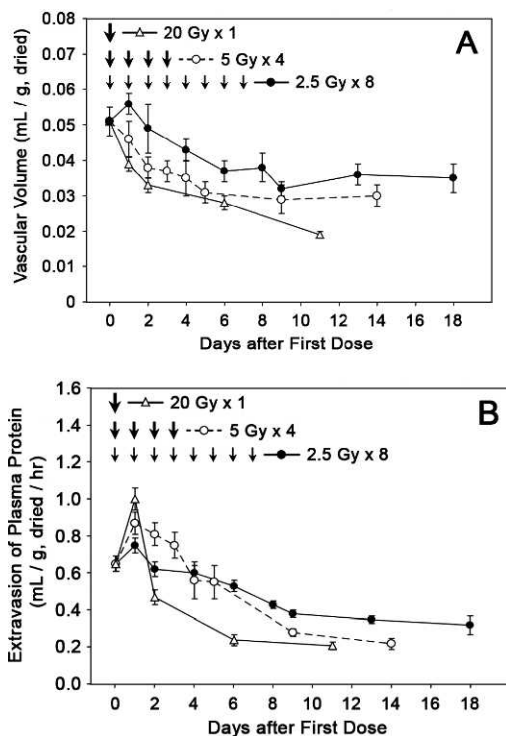 A
20 Gy x 1
5 Gy x 4
2.5 Gy x 8
Vascular Volume (mL / g, dried)
0.08
0.07
0.06
0.05
0.04
0.03
0.02
0.01
0
0 2 4 6 8 10 12 14 16 18
Days after First Dose
B
20 Gy x 1
5 Gy x 4
2.5 Gy x 8
Extravasion of Plasma Protein
(mL / g, dried / hr)
1.6
1.4
1.2
1.0
0.8
0.6
0.4
0.2
0.0
0 2 4 6 8 10 12 14 16 18
Days after First Dose